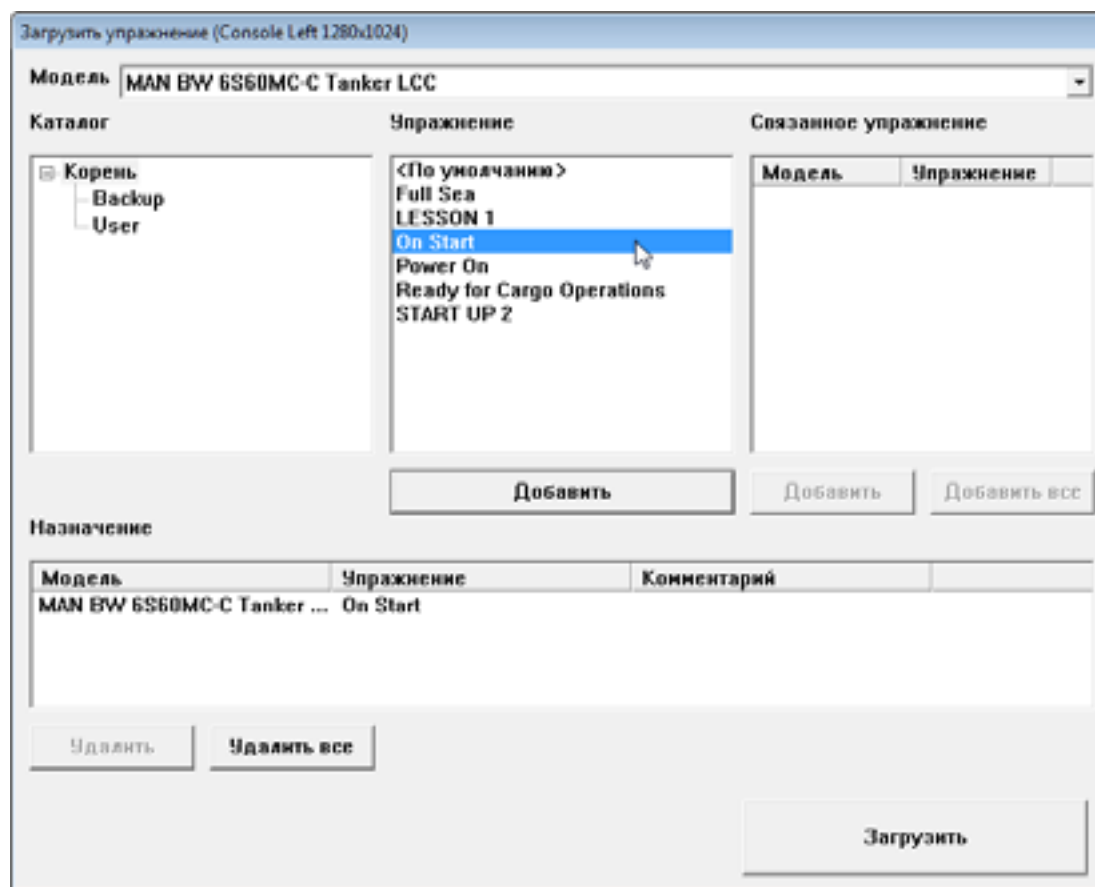 Загрузить упражнение (Console Left 1280x1024)
Модель MAN BW 6S60MC-C Tanker LCC
Каталог Упражнение Связанное упражнение
Корень
Backup
User
<По умолчанию>
Full Sea
LESSON 1
On Start
Power On
Ready for Cargo Operations
START UP 2
Модель Упражнение
Добавить Добавить Добавить все
Назначение
Модель Упражнение Комментарий
MAN BW 6S60MC-C Tanker ... On Start
Удалить Удалить все
Загрузить